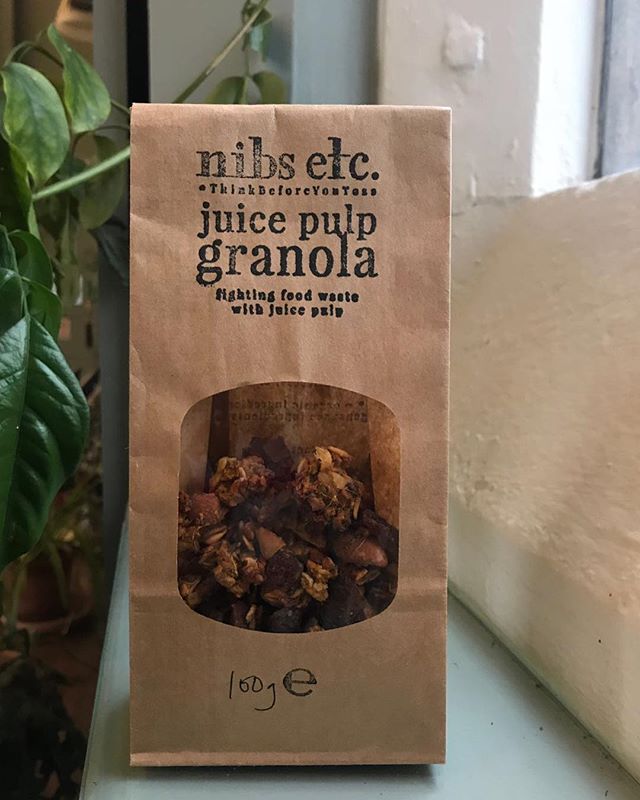 nibs etc.
#ThinkBeforeYouToss
juice pulp
granola
fighting food waste
with juice pulp
100g e